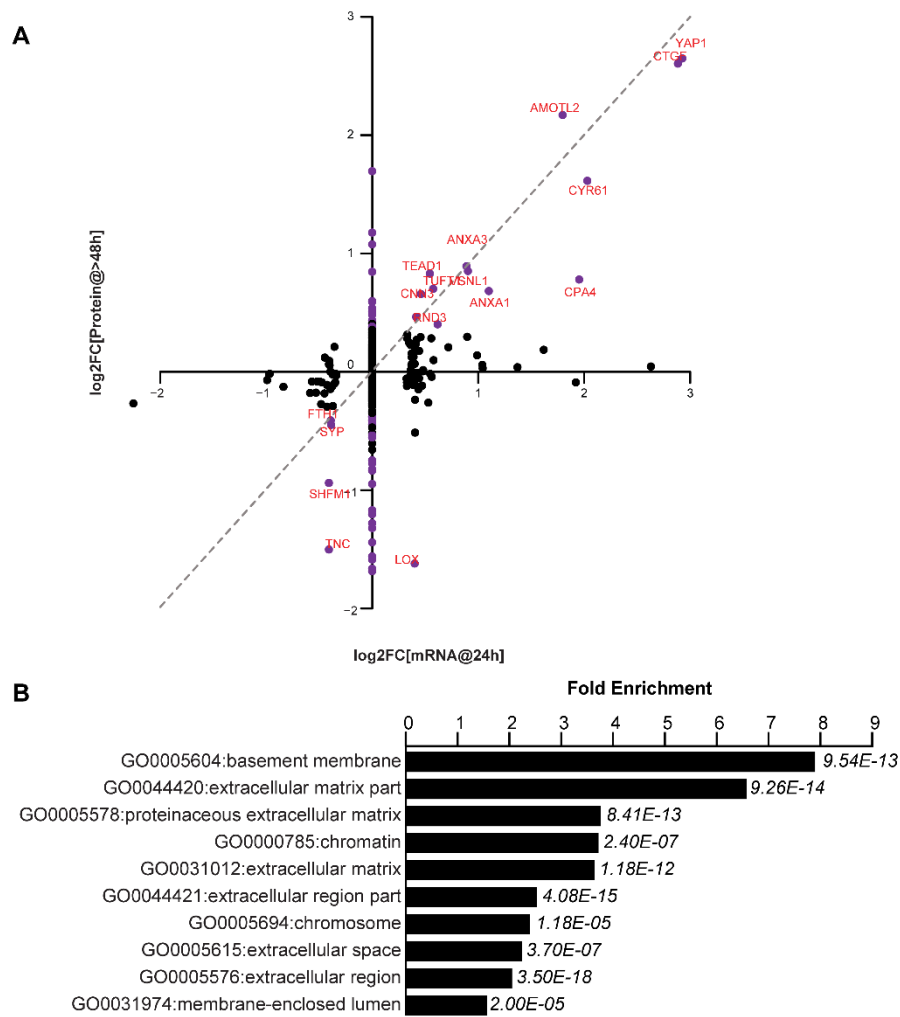 A
3
YAP1
CTGF
AMOTL2
2
CYR61
log2FC[Protein@>48h]
ANXA3
1
TEAD1
TUFT1
VSNL1
CPA4
CNN3
ANXA1
RND3
0
−2
−1
1
2
3
FTH1
SYP
−1
SHFM1
TNC
LOX
−2
log2FC[mRNA@24h]
B
Fold Enrichment
0 1 2 3 4 5 6 7 8 9
GO0005604:basement membrane 9.54E-13
GO0044420:extracellular matrix part 9.26E-14
GO0005578:proteinaceous extracellular matrix 8.41E-13
GO0000785:chromatin 2.40E-07
GO0031012:extracellular matrix 1.18E-12
GO0044421:extracellular region part 4.08E-15
GO0005694:chromosome 1.18E-05
GO0005615:extracellular space 3.70E-07
GO0005576:extracellular region 3.50E-18
GO0031974:membrane-enclosed lumen 2.00E-05